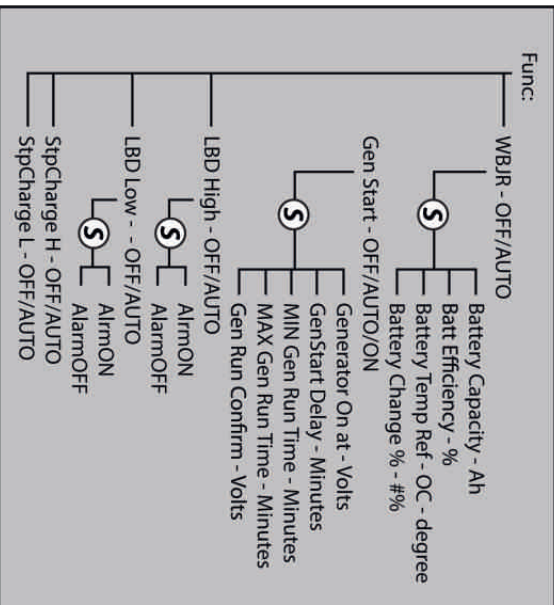 Func:
WBJR - OFF/AUTO
S
Battery Capacity - Ah
Batt Efficiency - %
Battery Temp Ref - OC - degree
Battery Change % - #%
Gen Start - OFF/AUTO/ON
S
Generator On at - Volts
GenStart Delay - Minutes
MIN Gen Run Time - Minutes
MAX Gen Run Time - Minutes
Gen Run Confirm - Volts
LBD High - OFF/AUTO
S
AlrmON
AlarmOFF
LBD Low - - OFF/AUTO
S
AlrmON
AlarmOFF
StpCharge H - OFF/AUTO
StpCharge L - OFF/AUTO